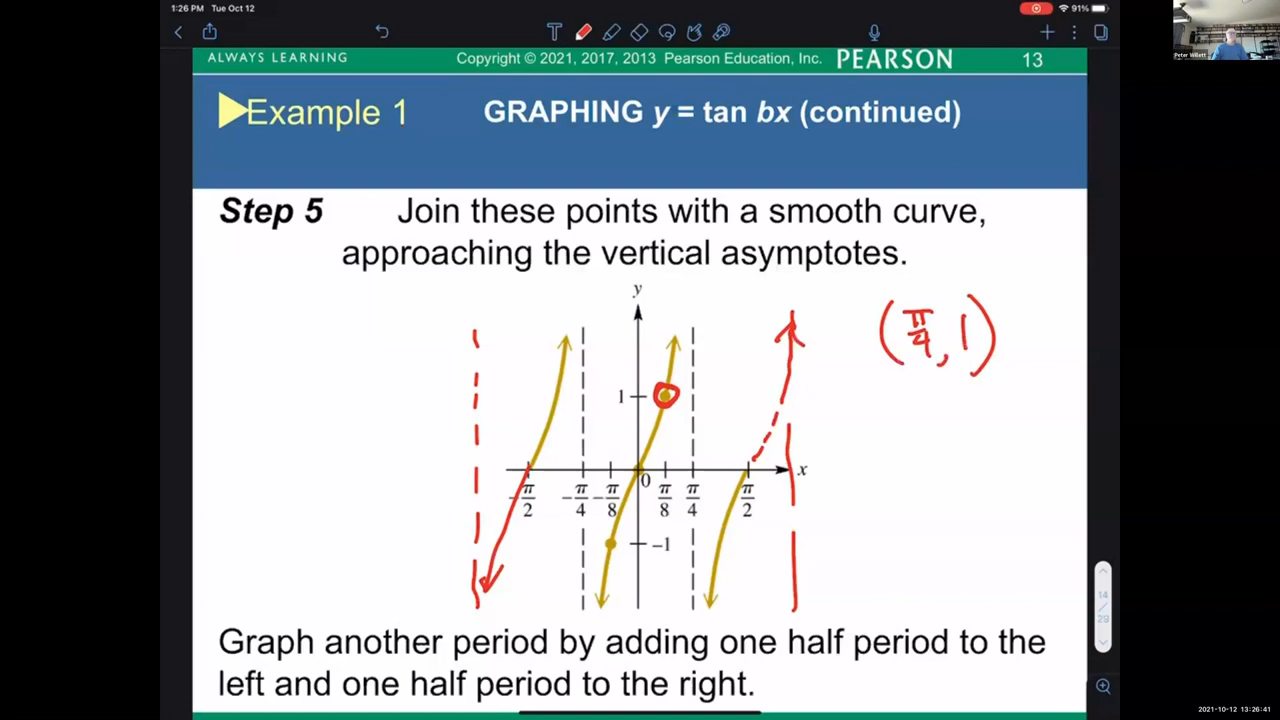 1:26 PM Tue Oct 12
91%
Peter Willett
ALWAYS LEARNING
Copyright © 2021, 2017, 2013 Pearson Education, Inc.
PEARSON
13
Example 1
GRAPHING y = tan bx (continued)
Step 5 Join these points with a smooth curve,
approaching the vertical asymptotes.
y
(π/4, 1)
1
x
0
-π/2 -π/4 -π/8 π/8 π/4 π/2
-1
Graph another period by adding one half period to the
left and one half period to the right.
14
/
29
2021-10-12 13:26:41